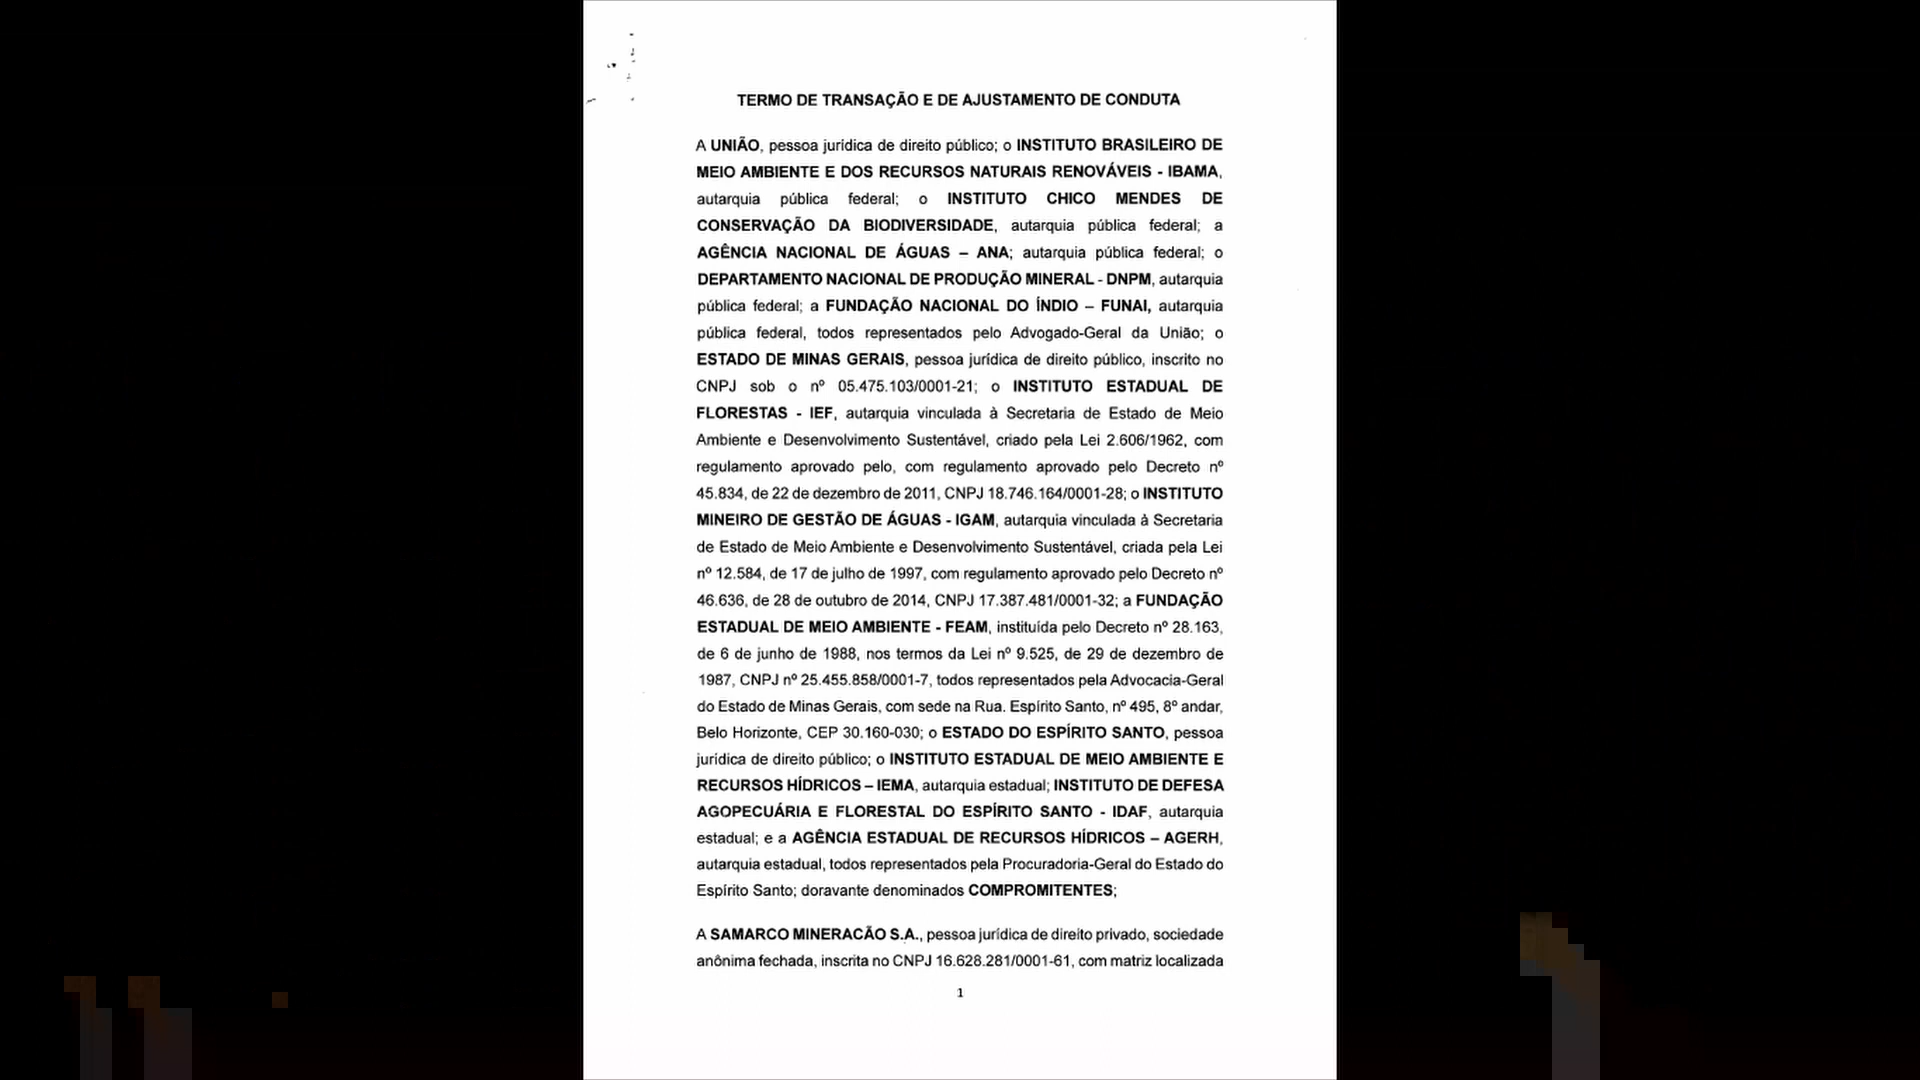 TERMO DE TRANSAÇÃO E DE AJUSTAMENTO DE CONDUTA
A UNIÃO, pessoa jurídica de direito público; o INSTITUTO BRASILEIRO DE
MEIO AMBIENTE E DOS RECURSOS NATURAIS RENOVÁVEIS - IBAMA,
autarquia pública federal; o INSTITUTO CHICO MENDES DE
CONSERVAÇÃO DA BIODIVERSIDADE, autarquia pública federal; a
AGÊNCIA NACIONAL DE ÁGUAS – ANA; autarquia pública federal; o
DEPARTAMENTO NACIONAL DE PRODUÇÃO MINERAL - DNPM, autarquia
pública federal; a FUNDAÇÃO NACIONAL DO ÍNDIO – FUNAI, autarquia
pública federal, todos representados pelo Advogado-Geral da União; o
ESTADO DE MINAS GERAIS, pessoa jurídica de direito público, inscrito no
CNPJ sob o nº 05.475.103/0001-21; o INSTITUTO ESTADUAL DE
FLORESTAS - IEF, autarquia vinculada à Secretaria de Estado de Meio
Ambiente e Desenvolvimento Sustentável, criado pela Lei 2.606/1962, com
regulamento aprovado pelo, com regulamento aprovado pelo Decreto nº
45.834, de 22 de dezembro de 2011, CNPJ 18.746.164/0001-28; o INSTITUTO
MINEIRO DE GESTÃO DE ÁGUAS - IGAM, autarquia vinculada à Secretaria
de Estado de Meio Ambiente e Desenvolvimento Sustentável, criada pela Lei
nº 12.584, de 17 de julho de 1997, com regulamento aprovado pelo Decreto nº
46.636, de 28 de outubro de 2014, CNPJ 17.387.481/0001-32; a FUNDAÇÃO
ESTADUAL DE MEIO AMBIENTE - FEAM, instituída pelo Decreto nº 28.163,
de 6 de junho de 1988, nos termos da Lei nº 9.525, de 29 de dezembro de
1987, CNPJ nº 25.455.858/0001-7, todos representados pela Advocacia-Geral
do Estado de Minas Gerais, com sede na Rua. Espírito Santo, nº 495, 8º andar,
Belo Horizonte, CEP 30.160-030; o ESTADO DO ESPÍRITO SANTO, pessoa
jurídica de direito público; o INSTITUTO ESTADUAL DE MEIO AMBIENTE E
RECURSOS HÍDRICOS – IEMA, autarquia estadual; INSTITUTO DE DEFESA
AGOPECUÁRIA E FLORESTAL DO ESPÍRITO SANTO - IDAF, autarquia
estadual; e a AGÊNCIA ESTADUAL DE RECURSOS HÍDRICOS – AGERH,
autarquia estadual, todos representados pela Procuradoria-Geral do Estado do
Espírito Santo; doravante denominados COMPROMITENTES;
A SAMARCO MINERACÃO S.A., pessoa jurídica de direito privado, sociedade
anônima fechada, inscrita no CNPJ 16.628.281/0001-61, com matriz localizada
1